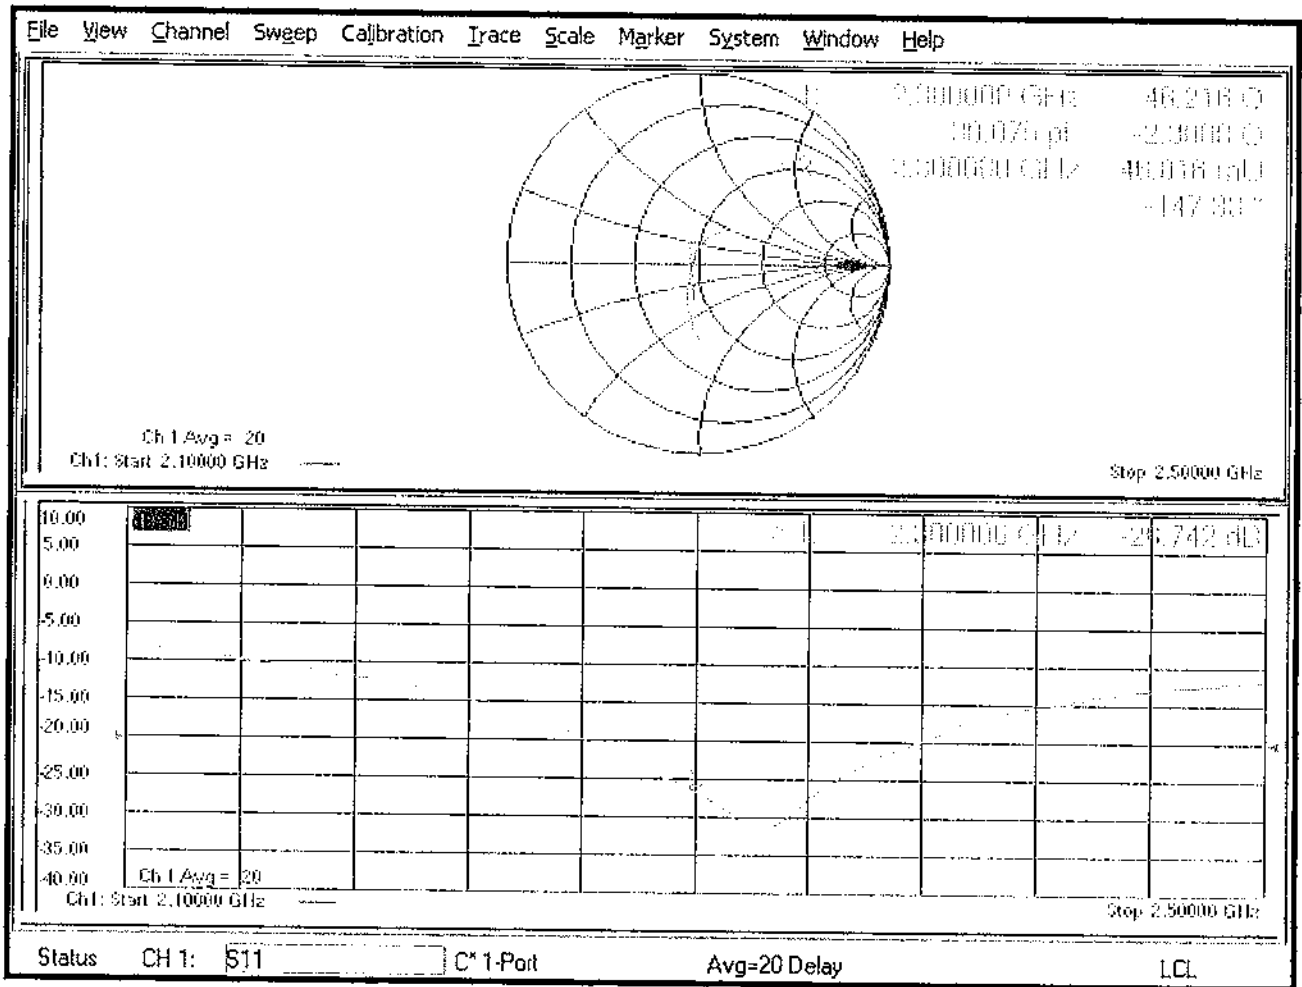 File View Channel Sweep Calibration Trace Scale Marker System Window Help
-147.88 °
Ch 1 Avg = 20
Ch1: Start 2.10000 GHz
Stop 2.50000 GHz
10.00
5.00
0.00
-5.00
-10.00
-15.00
-20.00
-25.00
-30.00
-35.00
-40.00
Ch 1 Avg = 20
Ch1: Start 2.10000 GHz
Stop 2.50000 GHz
Status CH 1: S11 C* 1-Port Avg=20 Delay LCL